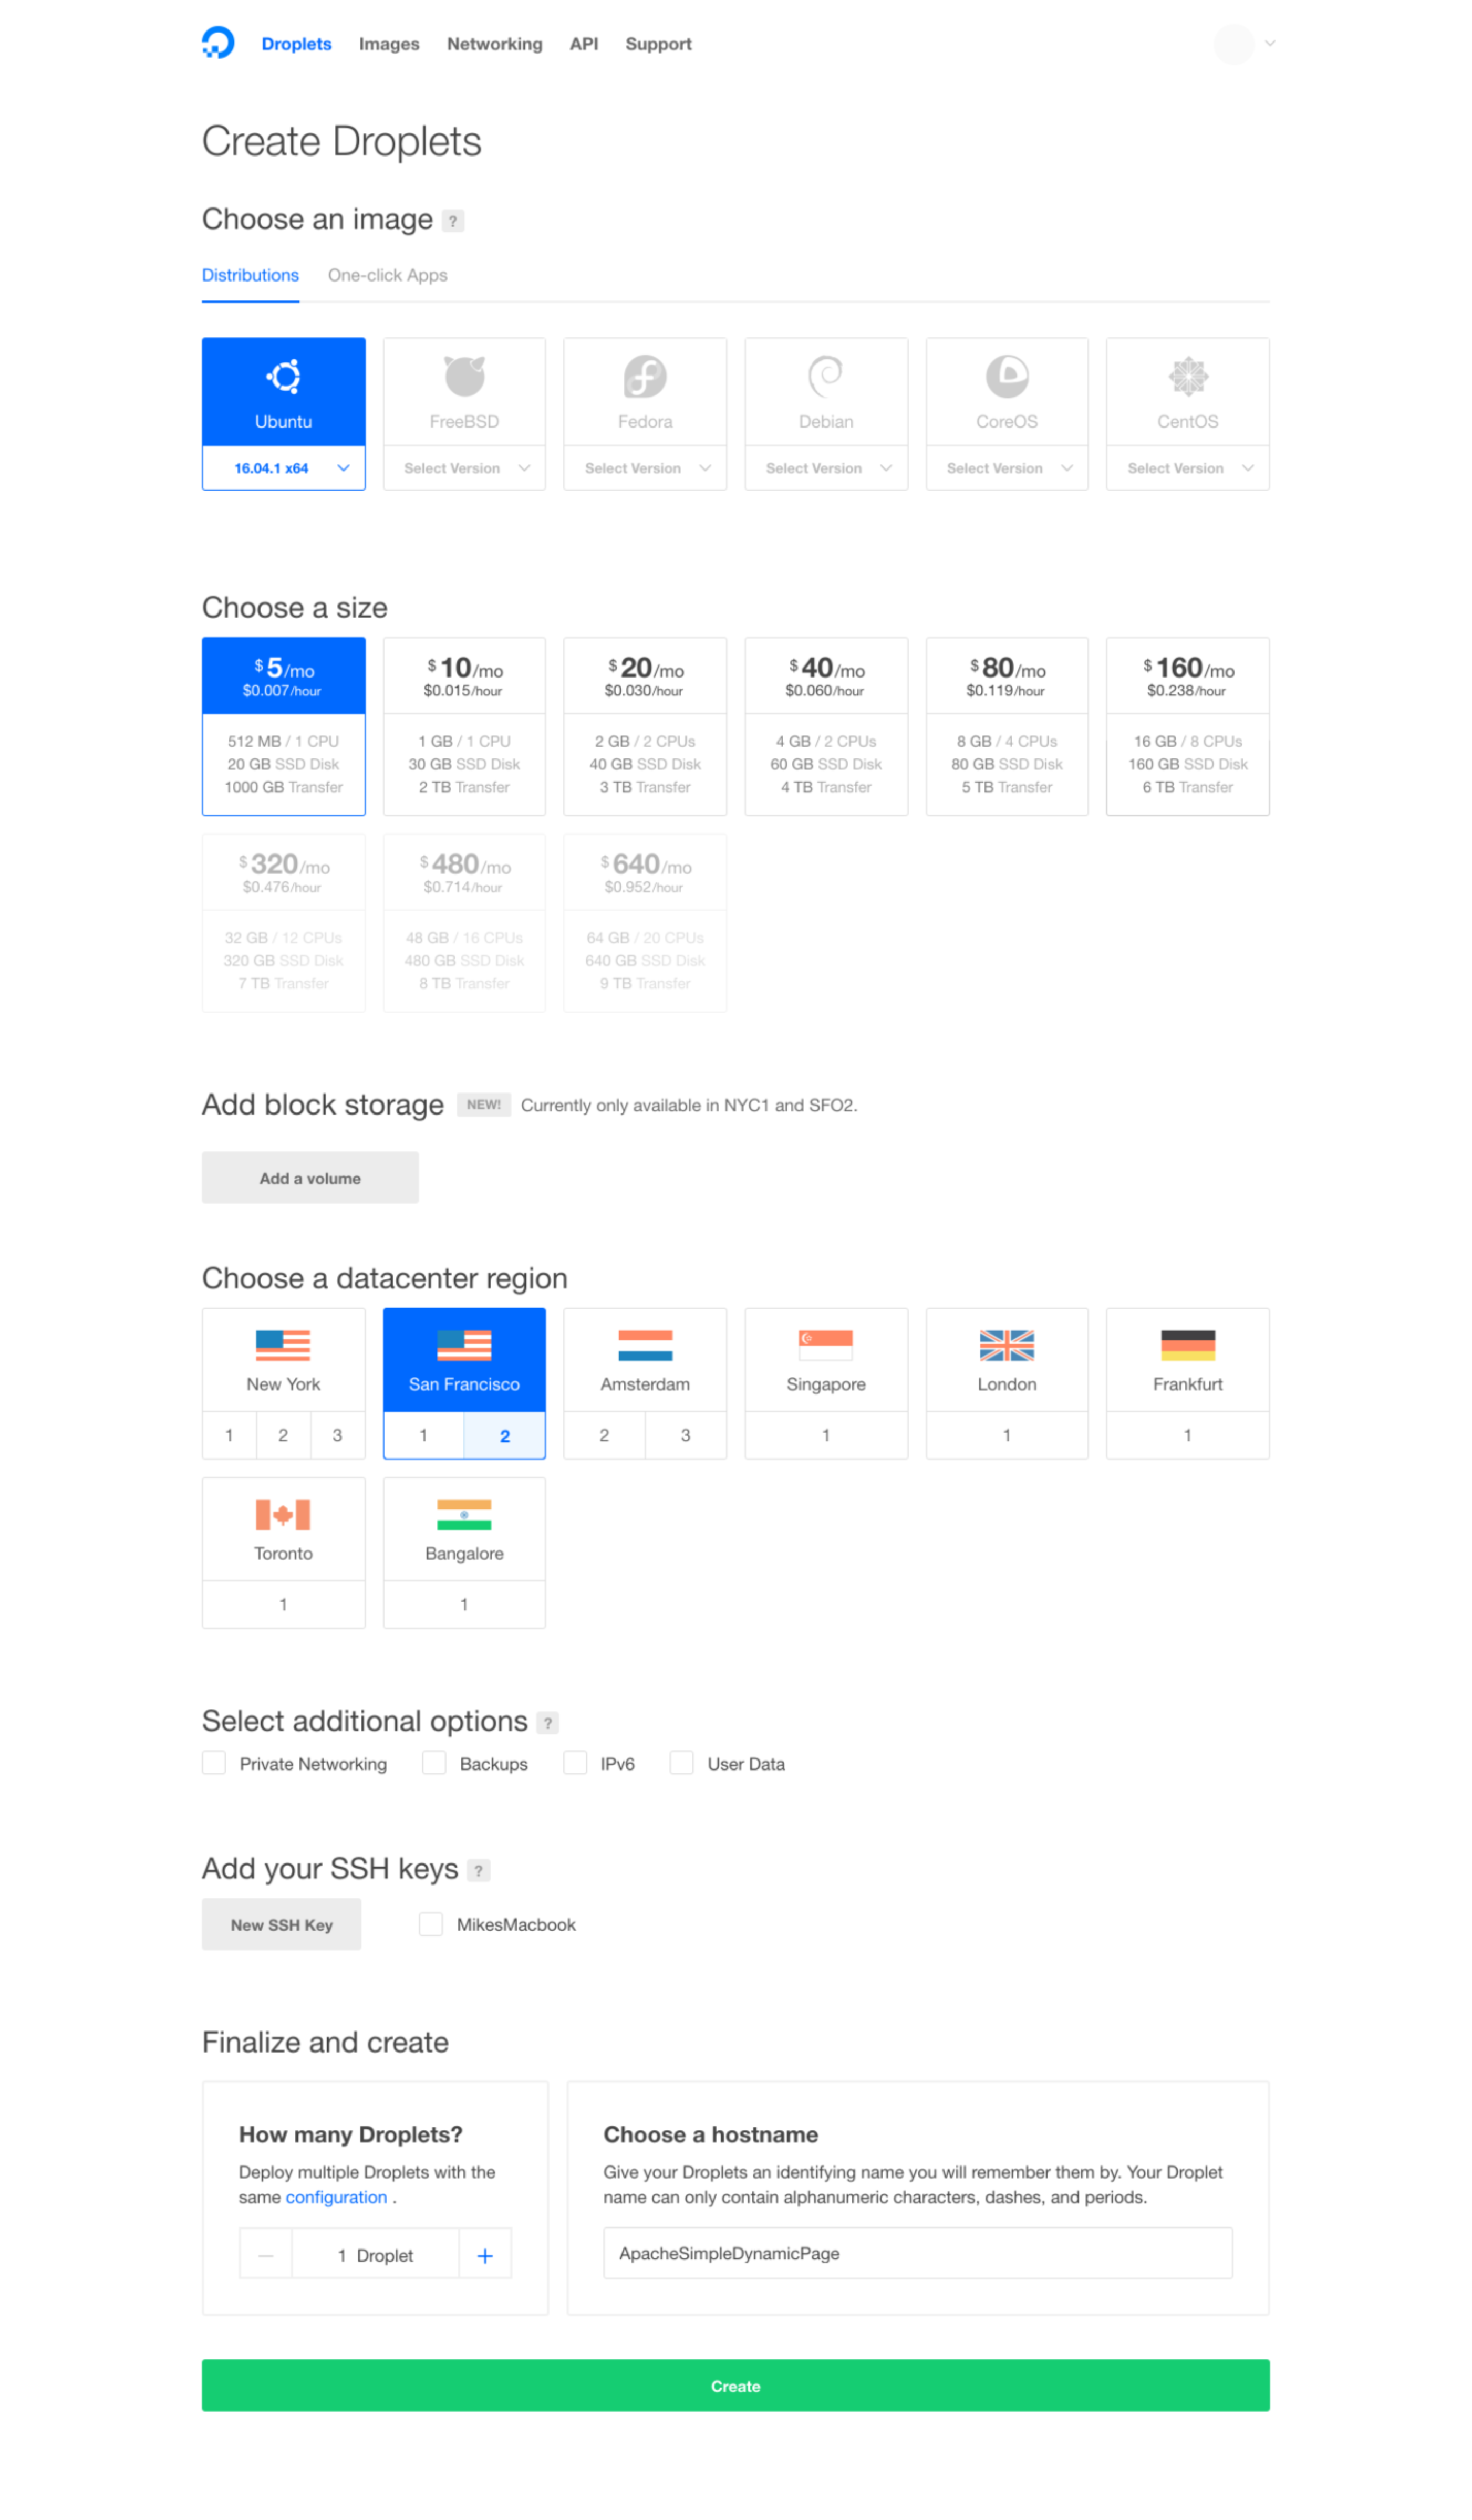 Droplets Images Networking API Support
Create Droplets
Choose an image ?
Distributions One-click Apps
Ubuntu FreeBSD Fedora Debian CoreOS CentOS
16.04.1 x64 Select Version Select Version Select Version Select Version Select Version
Choose a size
$ 5/mo $ 10/mo $ 20/mo $ 40/mo $ 80/mo $ 160/mo
$0.007/hour $0.015/hour $0.030/hour $0.060/hour $0.119/hour $0.238/hour
512 MB / 1 CPU 1 GB / 1 CPU 2 GB / 2 CPUs 4 GB / 2 CPUs 8 GB / 4 CPUs 16 GB / 8 CPUs
20 GB SSD Disk 30 GB SSD Disk 40 GB SSD Disk 60 GB SSD Disk 80 GB SSD Disk 160 GB SSD Disk
1000 GB Transfer 2 TB Transfer 3 TB Transfer 4 TB Transfer 5 TB Transfer 6 TB Transfer
$ 320/mo $ 480/mo $ 640/mo
$0.476/hour $0.714/hour $0.952/hour
32 GB / 12 CPUs 48 GB / 16 CPUs 64 GB / 20 CPUs
320 GB SSD Disk 480 GB SSD Disk 640 GB SSD Disk
7 TB Transfer 8 TB Transfer 9 TB Transfer
Add block storage NEW! Currently only available in NYC1 and SFO2.
Add a volume
Choose a datacenter region
New York San Francisco Amsterdam Singapore London Frankfurt
1 2 3 1 2 2 3 1 1 1
Toronto Bangalore
1 1
Select additional options ?
Private Networking Backups IPv6 User Data
Add your SSH keys ?
New SSH Key MikesMacbook
Finalize and create
How many Droplets? Choose a hostname
Deploy multiple Droplets with the Give your Droplets an identifying name you will remember them by. Your Droplet
same configuration . name can only contain alphanumeric characters, dashes, and periods.
– 1 Droplet + ApacheSimpleDynamicPage
Create